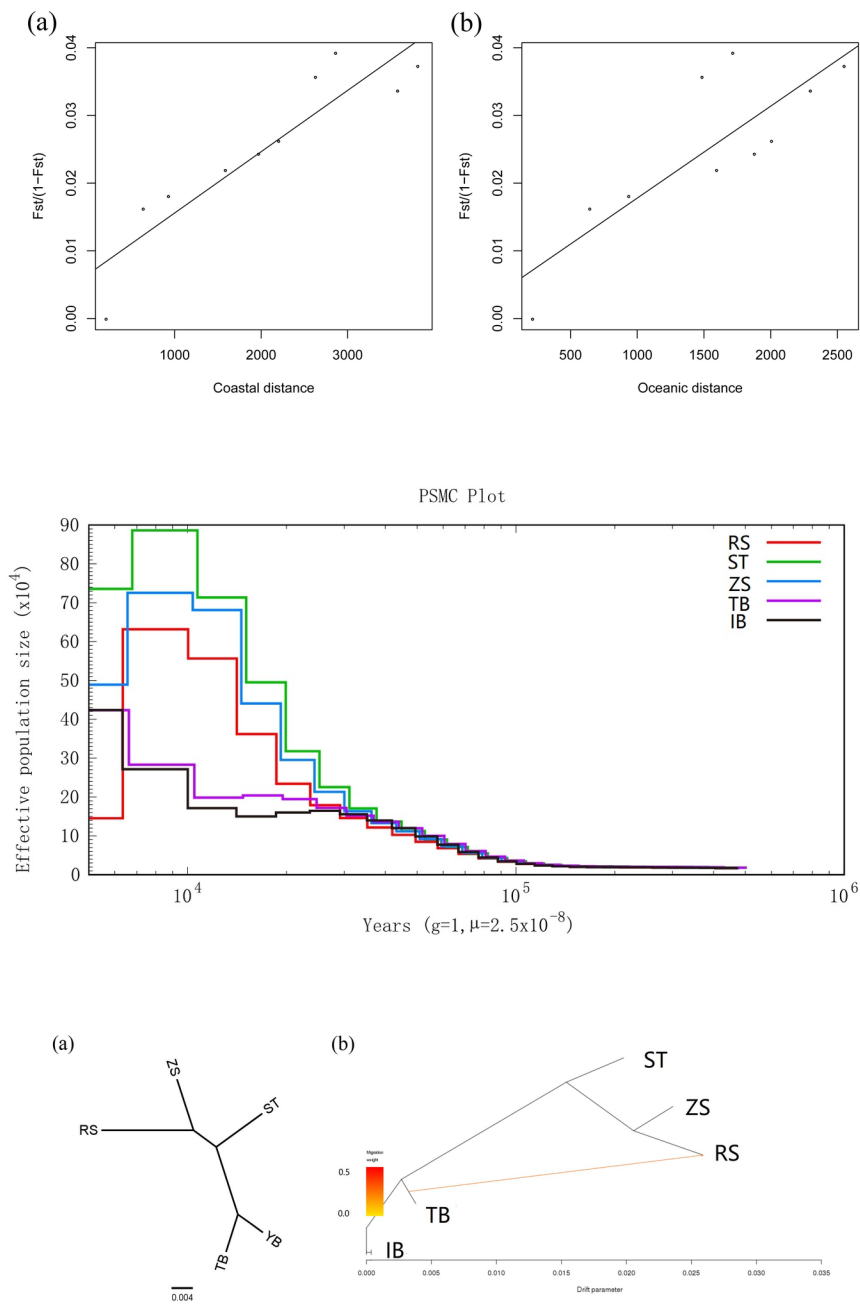 (a)
(b)
0.04
0.03
0.02
0.01
0.00
Fst/(1−Fst)
1000
2000
3000
Coastal distance
0.04
0.03
0.02
0.01
0.00
Fst/(1−Fst)
500
1000
1500
2000
2500
Oceanic distance
PSMC Plot
90
80
70
60
50
40
30
20
10
0
Effective population size (x10⁴)
RS
ST
ZS
TB
IB
10⁴
10⁵
10⁶
Years (g=1,μ=2.5x10⁻⁸)
(a)
ZS
ST
RS
YB
TB
0.004
(b)
ST
ZS
RS
Migration
weight
0.5
0.0
TB
IB
0.000
0.005
0.010
0.015
0.020
0.025
0.030
0.035
Drift parameter